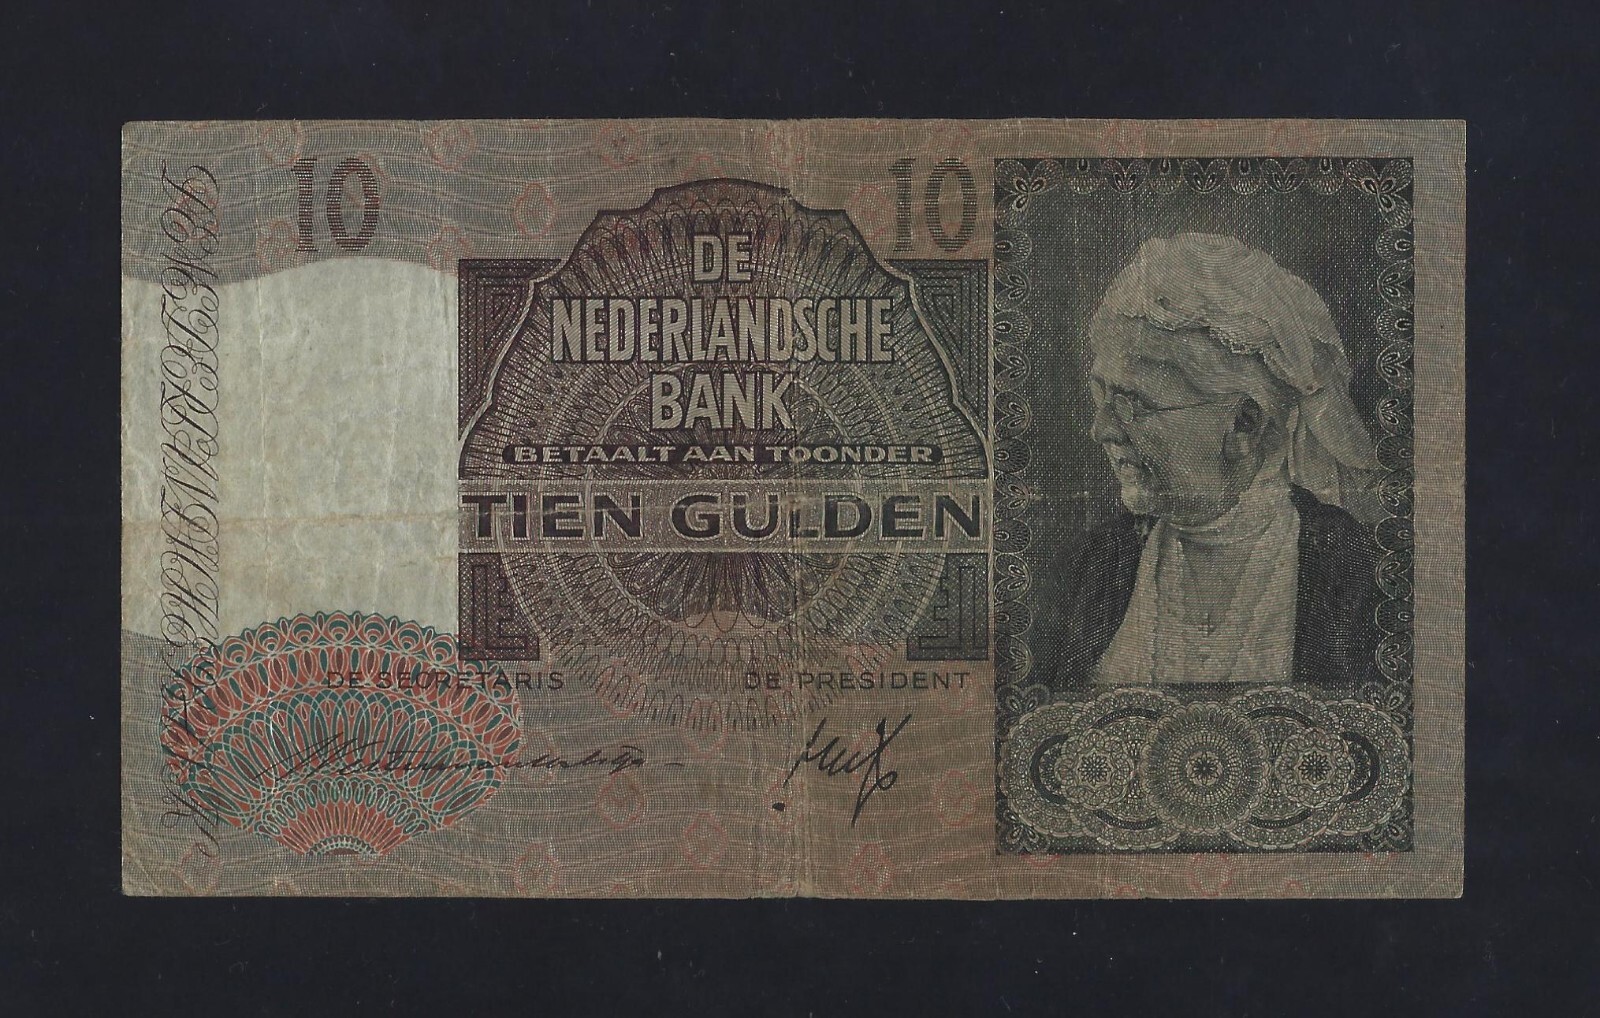 10
10
DE
NEDERLANDSCHE
BANK
BETAALT AAN TOONDER
TIEN GULDEN
DE SECRETARIS
DE PRESIDENT